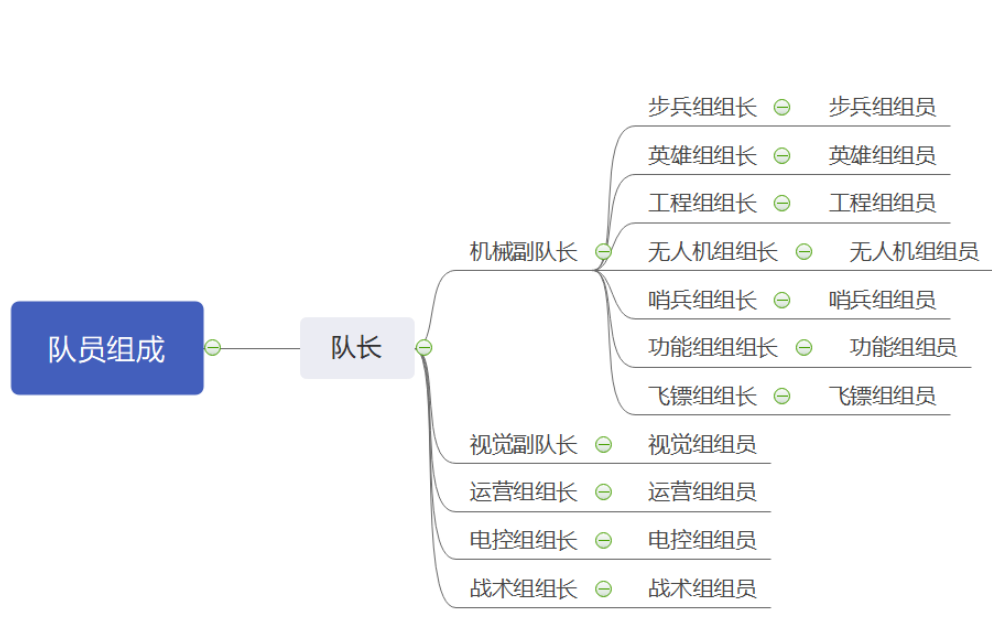 队员组成
队长
机械副队长
步兵组组长 步兵组组员
英雄组组长 英雄组组员
工程组组长 工程组组员
无人机组组长 无人机组组员
哨兵组组长 哨兵组组员
功能组组组长 功能组组员
飞镖组组长 飞镖组组员
视觉副队长 视觉组组员
运营组组长 运营组组员
电控组组长 电控组组员
战术组组长 战术组组员